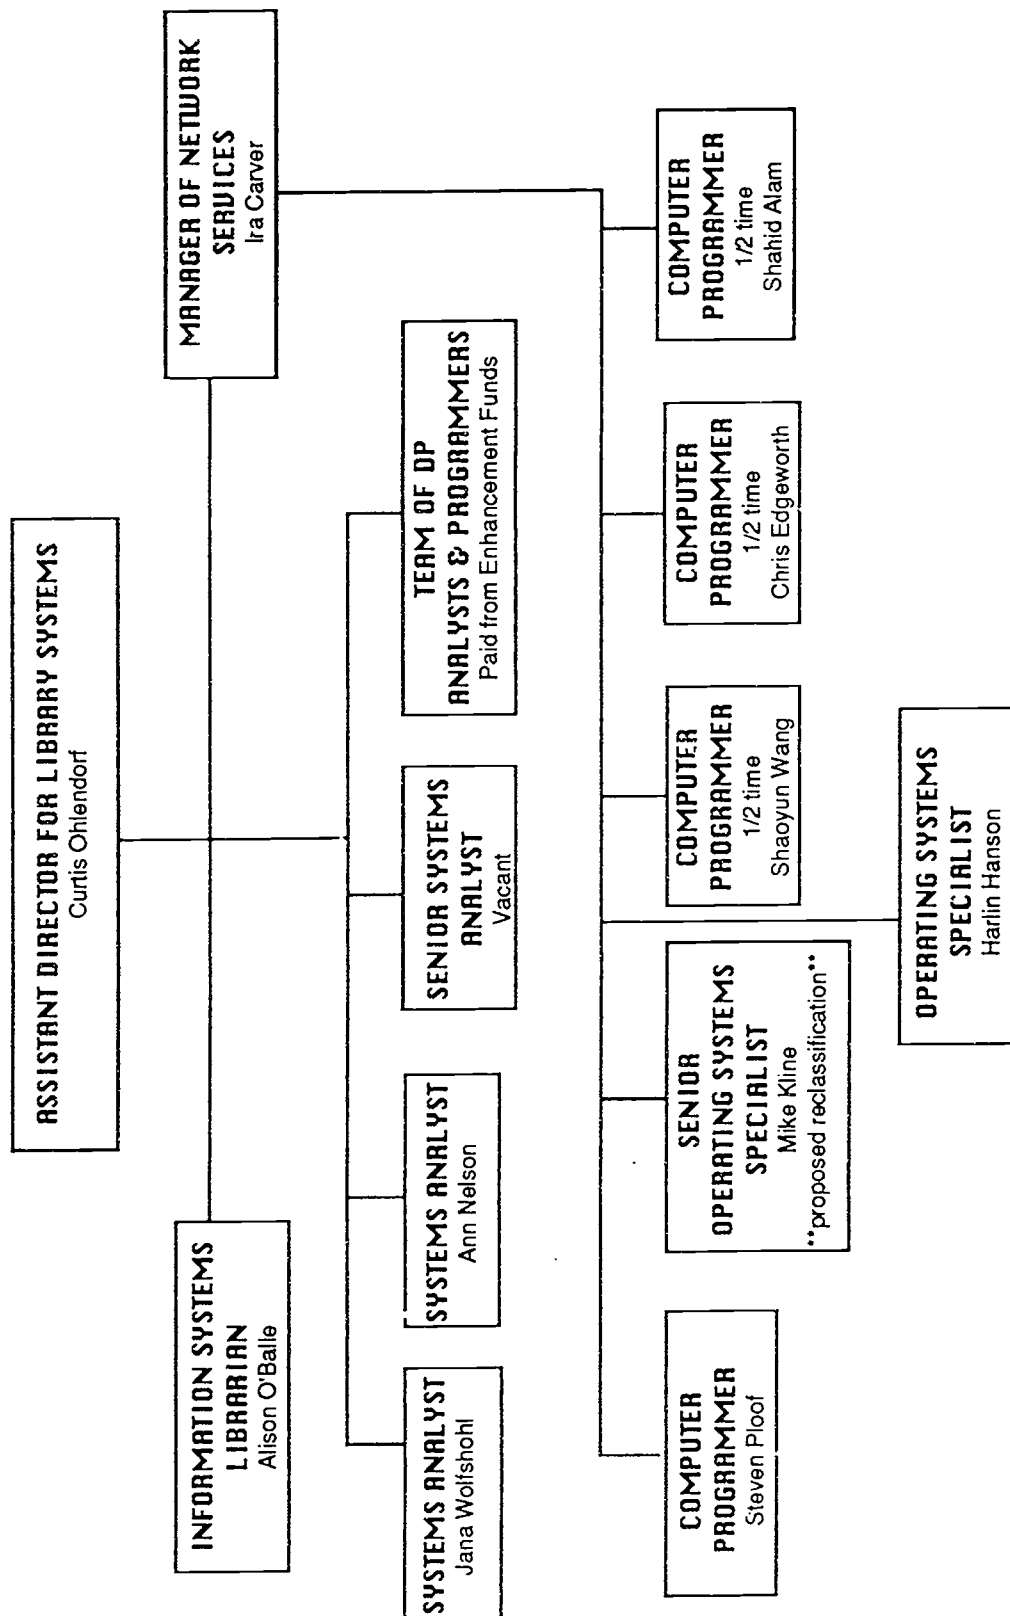 ASSISTANT DIRECTOR FOR LIBRARY SYSTEMS
Curtis Ohlendorf
INFORMATION SYSTEMS
LIBRARIAN
Alison O'Balle
MANAGER OF NETWORK
SERVICES
Ira Carver
SYSTEMS ANALYST
Jana Wolfshohl
SYSTEMS ANALYST
Ann Nelson
SENIOR SYSTEMS
ANALYST
Vacant
TEAM OF DP
ANALYSTS & PROGRAMMERS
Paid from Enhancement Funds
COMPUTER
PROGRAMMER
Steven Ploof
SENIOR
OPERATING SYSTEMS
SPECIALIST
Mike Kline
**proposed reclassification**
COMPUTER
PROGRAMMER
1/2 time
Shaoyun Wang
COMPUTER
PROGRAMMER
1/2 time
Chris Edgeworth
COMPUTER
PROGRAMMER
1/2 time
Shahid Alam
OPERATING SYSTEMS
SPECIALIST
Harlin Hanson